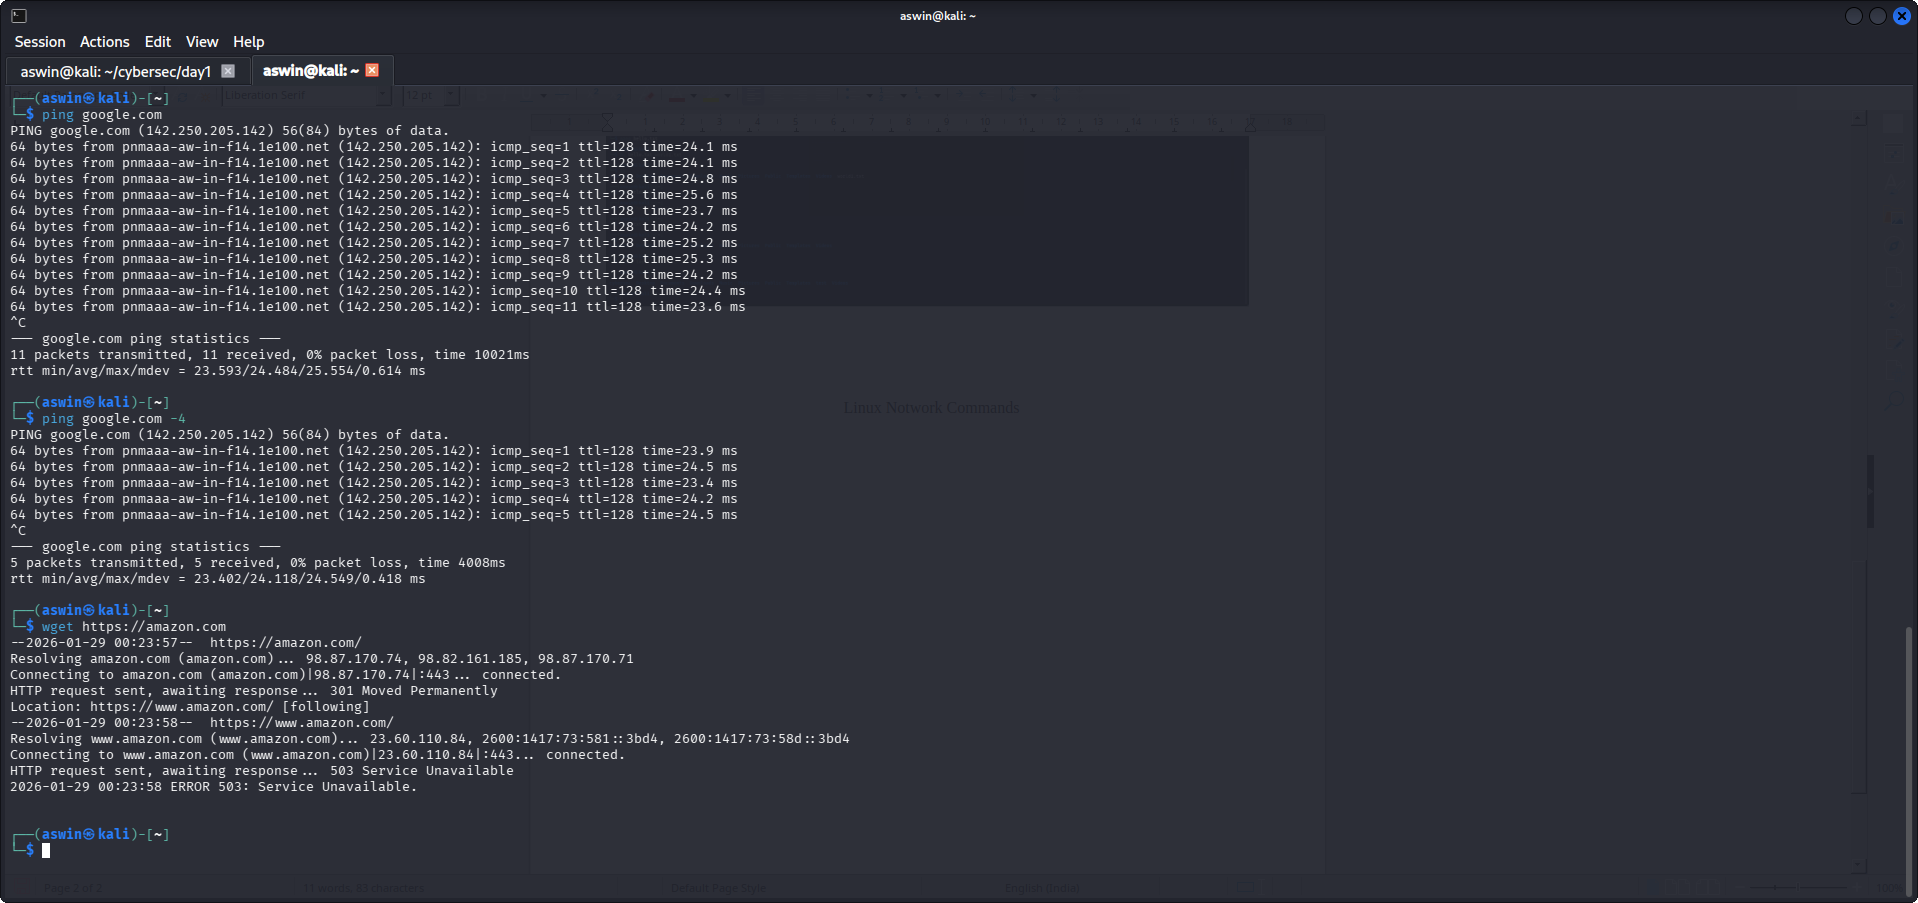 aswin@kali: ~
Session Actions Edit View Help
aswin@kali: ~/cybersec/day1
aswin@kali: ~
┌──(aswin㉿kali)-[~]
└─$ ping google.com
PING google.com (142.250.205.142) 56(84) bytes of data.
64 bytes from pnmaaa-aw-in-f14.1e100.net (142.250.205.142): icmp_seq=1 ttl=128 time=24.1 ms
64 bytes from pnmaaa-aw-in-f14.1e100.net (142.250.205.142): icmp_seq=2 ttl=128 time=24.1 ms
64 bytes from pnmaaa-aw-in-f14.1e100.net (142.250.205.142): icmp_seq=3 ttl=128 time=24.8 ms
64 bytes from pnmaaa-aw-in-f14.1e100.net (142.250.205.142): icmp_seq=4 ttl=128 time=25.6 ms
64 bytes from pnmaaa-aw-in-f14.1e100.net (142.250.205.142): icmp_seq=5 ttl=128 time=23.7 ms
64 bytes from pnmaaa-aw-in-f14.1e100.net (142.250.205.142): icmp_seq=6 ttl=128 time=24.2 ms
64 bytes from pnmaaa-aw-in-f14.1e100.net (142.250.205.142): icmp_seq=7 ttl=128 time=25.2 ms
64 bytes from pnmaaa-aw-in-f14.1e100.net (142.250.205.142): icmp_seq=8 ttl=128 time=25.3 ms
64 bytes from pnmaaa-aw-in-f14.1e100.net (142.250.205.142): icmp_seq=9 ttl=128 time=24.2 ms
64 bytes from pnmaaa-aw-in-f14.1e100.net (142.250.205.142): icmp_seq=10 ttl=128 time=24.4 ms
64 bytes from pnmaaa-aw-in-f14.1e100.net (142.250.205.142): icmp_seq=11 ttl=128 time=23.6 ms
^C
--- google.com ping statistics ---
11 packets transmitted, 11 received, 0% packet loss, time 10021ms
rtt min/avg/max/mdev = 23.593/24.484/25.554/0.614 ms
┌──(aswin㉿kali)-[~]
└─$ ping google.com -4
PING google.com (142.250.205.142) 56(84) bytes of data.
64 bytes from pnmaaa-aw-in-f14.1e100.net (142.250.205.142): icmp_seq=1 ttl=128 time=23.9 ms
64 bytes from pnmaaa-aw-in-f14.1e100.net (142.250.205.142): icmp_seq=2 ttl=128 time=24.5 ms
64 bytes from pnmaaa-aw-in-f14.1e100.net (142.250.205.142): icmp_seq=3 ttl=128 time=23.4 ms
64 bytes from pnmaaa-aw-in-f14.1e100.net (142.250.205.142): icmp_seq=4 ttl=128 time=24.2 ms
64 bytes from pnmaaa-aw-in-f14.1e100.net (142.250.205.142): icmp_seq=5 ttl=128 time=24.5 ms
^C
--- google.com ping statistics ---
5 packets transmitted, 5 received, 0% packet loss, time 4008ms
rtt min/avg/max/mdev = 23.402/24.118/24.549/0.418 ms
┌──(aswin㉿kali)-[~]
└─$ wget https://amazon.com
--2026-01-29 00:23:57-- https://amazon.com/
Resolving amazon.com (amazon.com)... 98.87.170.74, 98.82.161.185, 98.87.170.71
Connecting to amazon.com (amazon.com)|98.87.170.74|:443... connected.
HTTP request sent, awaiting response... 301 Moved Permanently
Location: https://www.amazon.com/ [following]
--2026-01-29 00:23:58-- https://www.amazon.com/
Resolving www.amazon.com (www.amazon.com)... 23.60.110.84, 2600:1417:73:581::3bd4, 2600:1417:73:58d::3bd4
Connecting to www.amazon.com (www.amazon.com)|23.60.110.84|:443... connected.
HTTP request sent, awaiting response... 503 Service Unavailable
2026-01-29 00:23:58 ERROR 503: Service Unavailable.
┌──(aswin㉿kali)-[~]
└─$
Liberation Serif 12 pt
Linux Network Commands
Page 2 of 2 11 words, 85 characters Default Page Style 100%